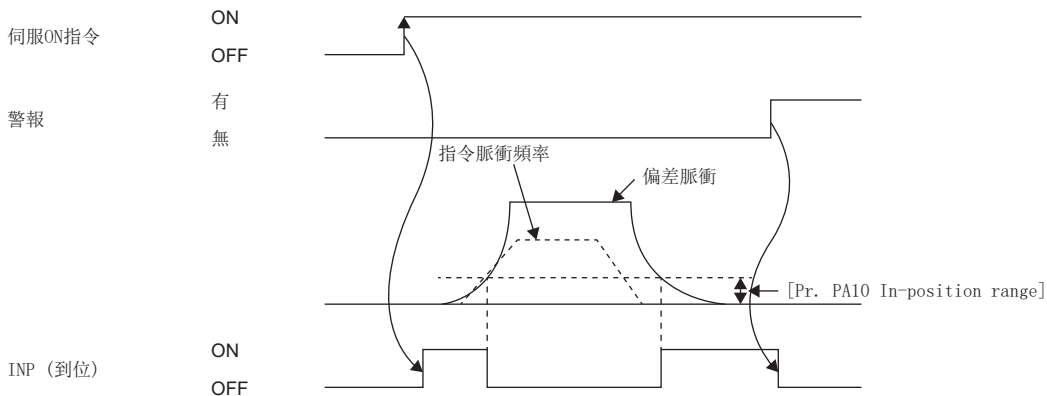 伺服ON指令
ON
OFF
警報
有
無
指令脈衝頻率
偏差脈衝
[Pr. PA10 In-position range]
INP (到位)
ON
OFF